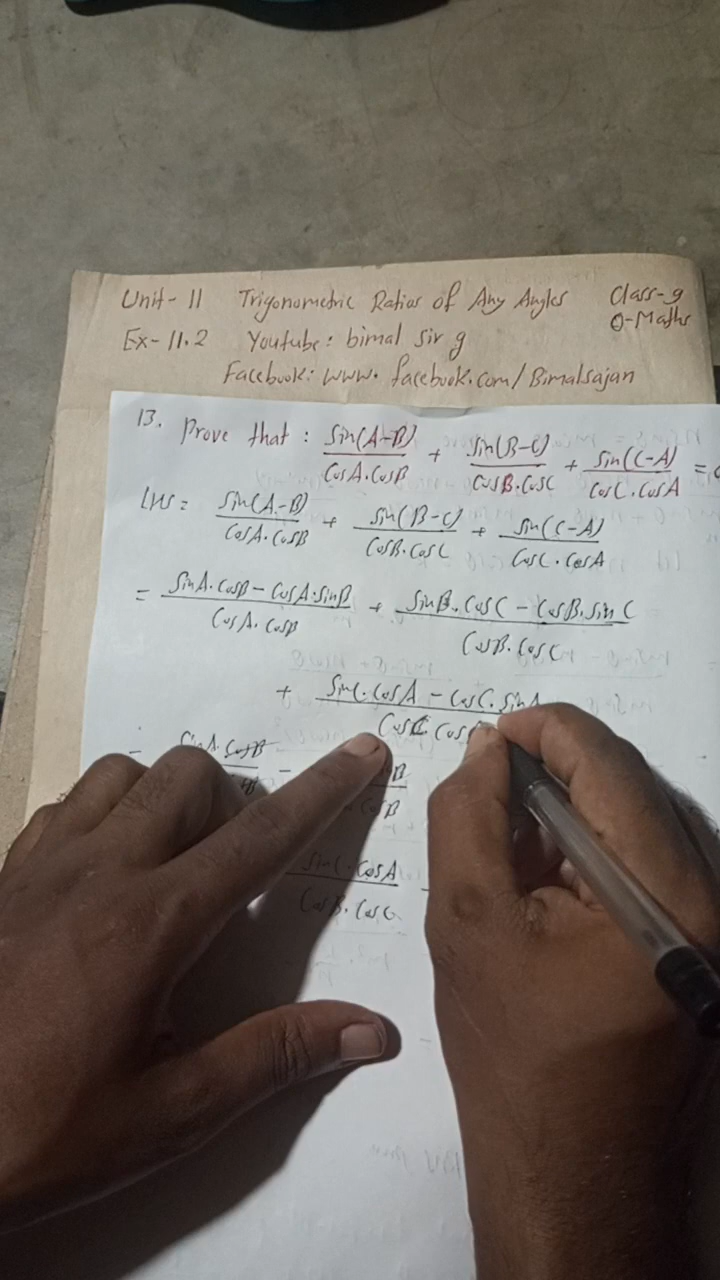 Unit- 11 Trigonometric Ratios of Any Angles Class-9
Ex- 11.2 Youtube: bimal sir g O-Maths
Facebook: www. facebook.com/Bimalsajan
13. Prove that : sin(A-B)/CosA.CosB + sin(B-C)/CosB.CosC + sin(C-A)/CosC.CosA =
LHS = sin(A-B)/CosA.CosB + sin(B-C)/CosB.CosC + sin(C-A)/CosC.CosA
= SinA.CosB - CosA.SinB/CosA.CosB + SinB.CosC - CosB.sinC/CosB.CosC
+ SinC.CosA - CosC.sinA/CosC.Cos
= SinA.CosB -
SinC.CosA/CosB.CosC